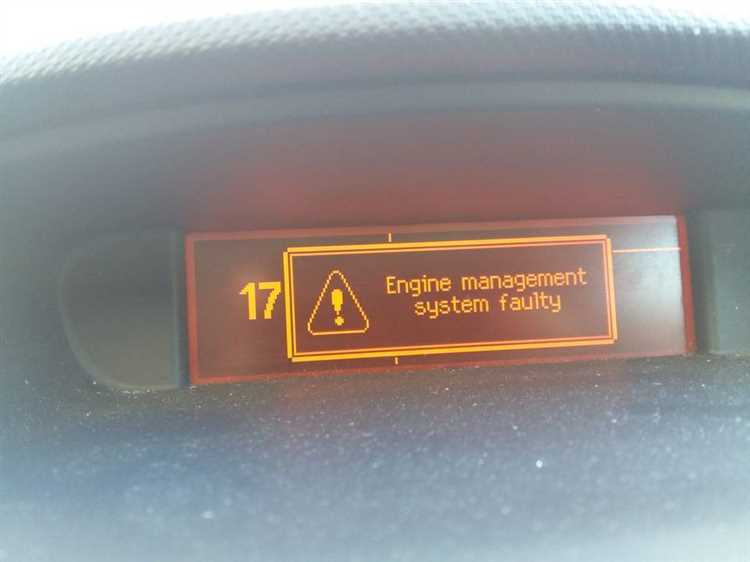 17
Engine management
system faulty